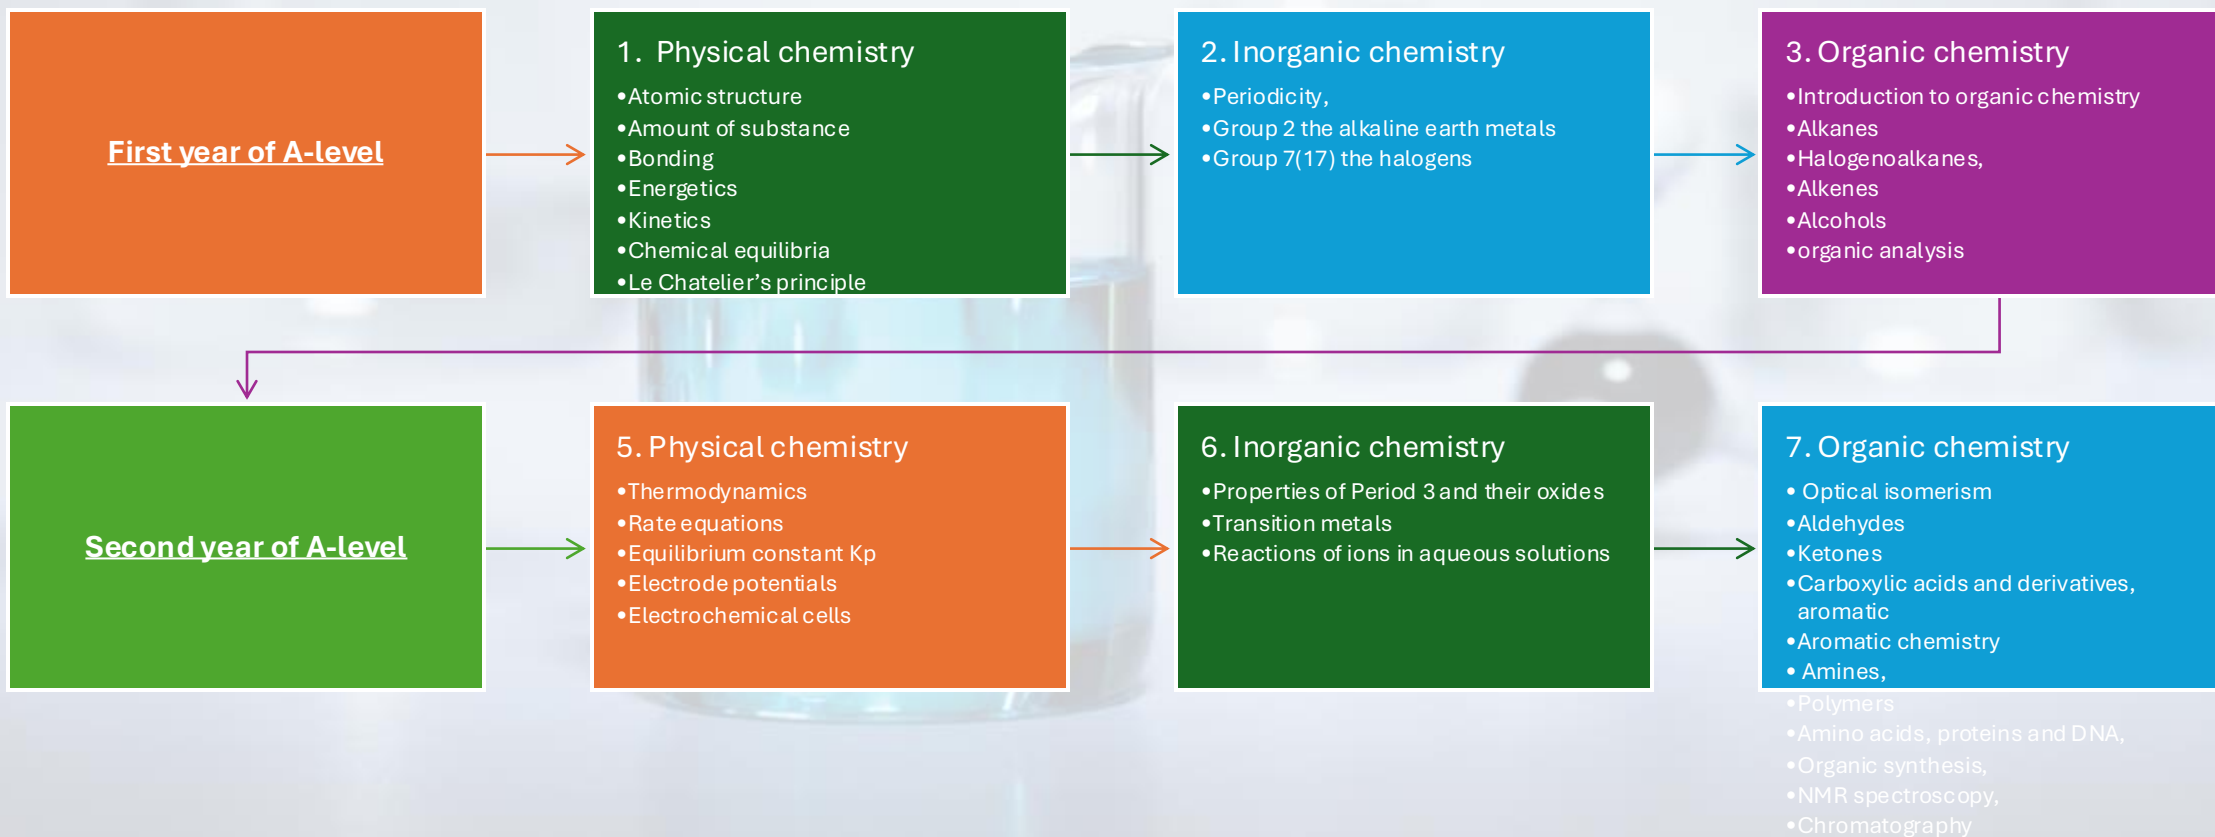 First year of A-level
1. Physical chemistry
•Atomic structure
•Amount of substance
•Bonding
•Energetics
•Kinetics
•Chemical equilibria
•Le Chatelier’s principle
2. Inorganic chemistry
•Periodicity,
•Group 2 the alkaline earth metals
•Group 7(17) the halogens
3. Organic chemistry
•Introduction to organic chemistry
•Alkanes
•Halogenoalkanes,
•Alkenes
•Alcohols
•organic analysis
Second year of A-level
5. Physical chemistry
•Thermodynamics
•Rate equations
•Equilibrium constant Kp
•Electrode potentials
•Electrochemical cells
6. Inorganic chemistry
•Properties of Period 3 and their oxides
•Transition metals
•Reactions of ions in aqueous solutions
7. Organic chemistry
• Optical isomerism
•Aldehydes
•Ketones
•Carboxylic acids and derivatives,
aromatic
•Aromatic chemistry
• Amines,
•Polymers
•Amino acids, proteins and DNA,
•Organic synthesis,
•NMR spectroscopy,
•Chromatography